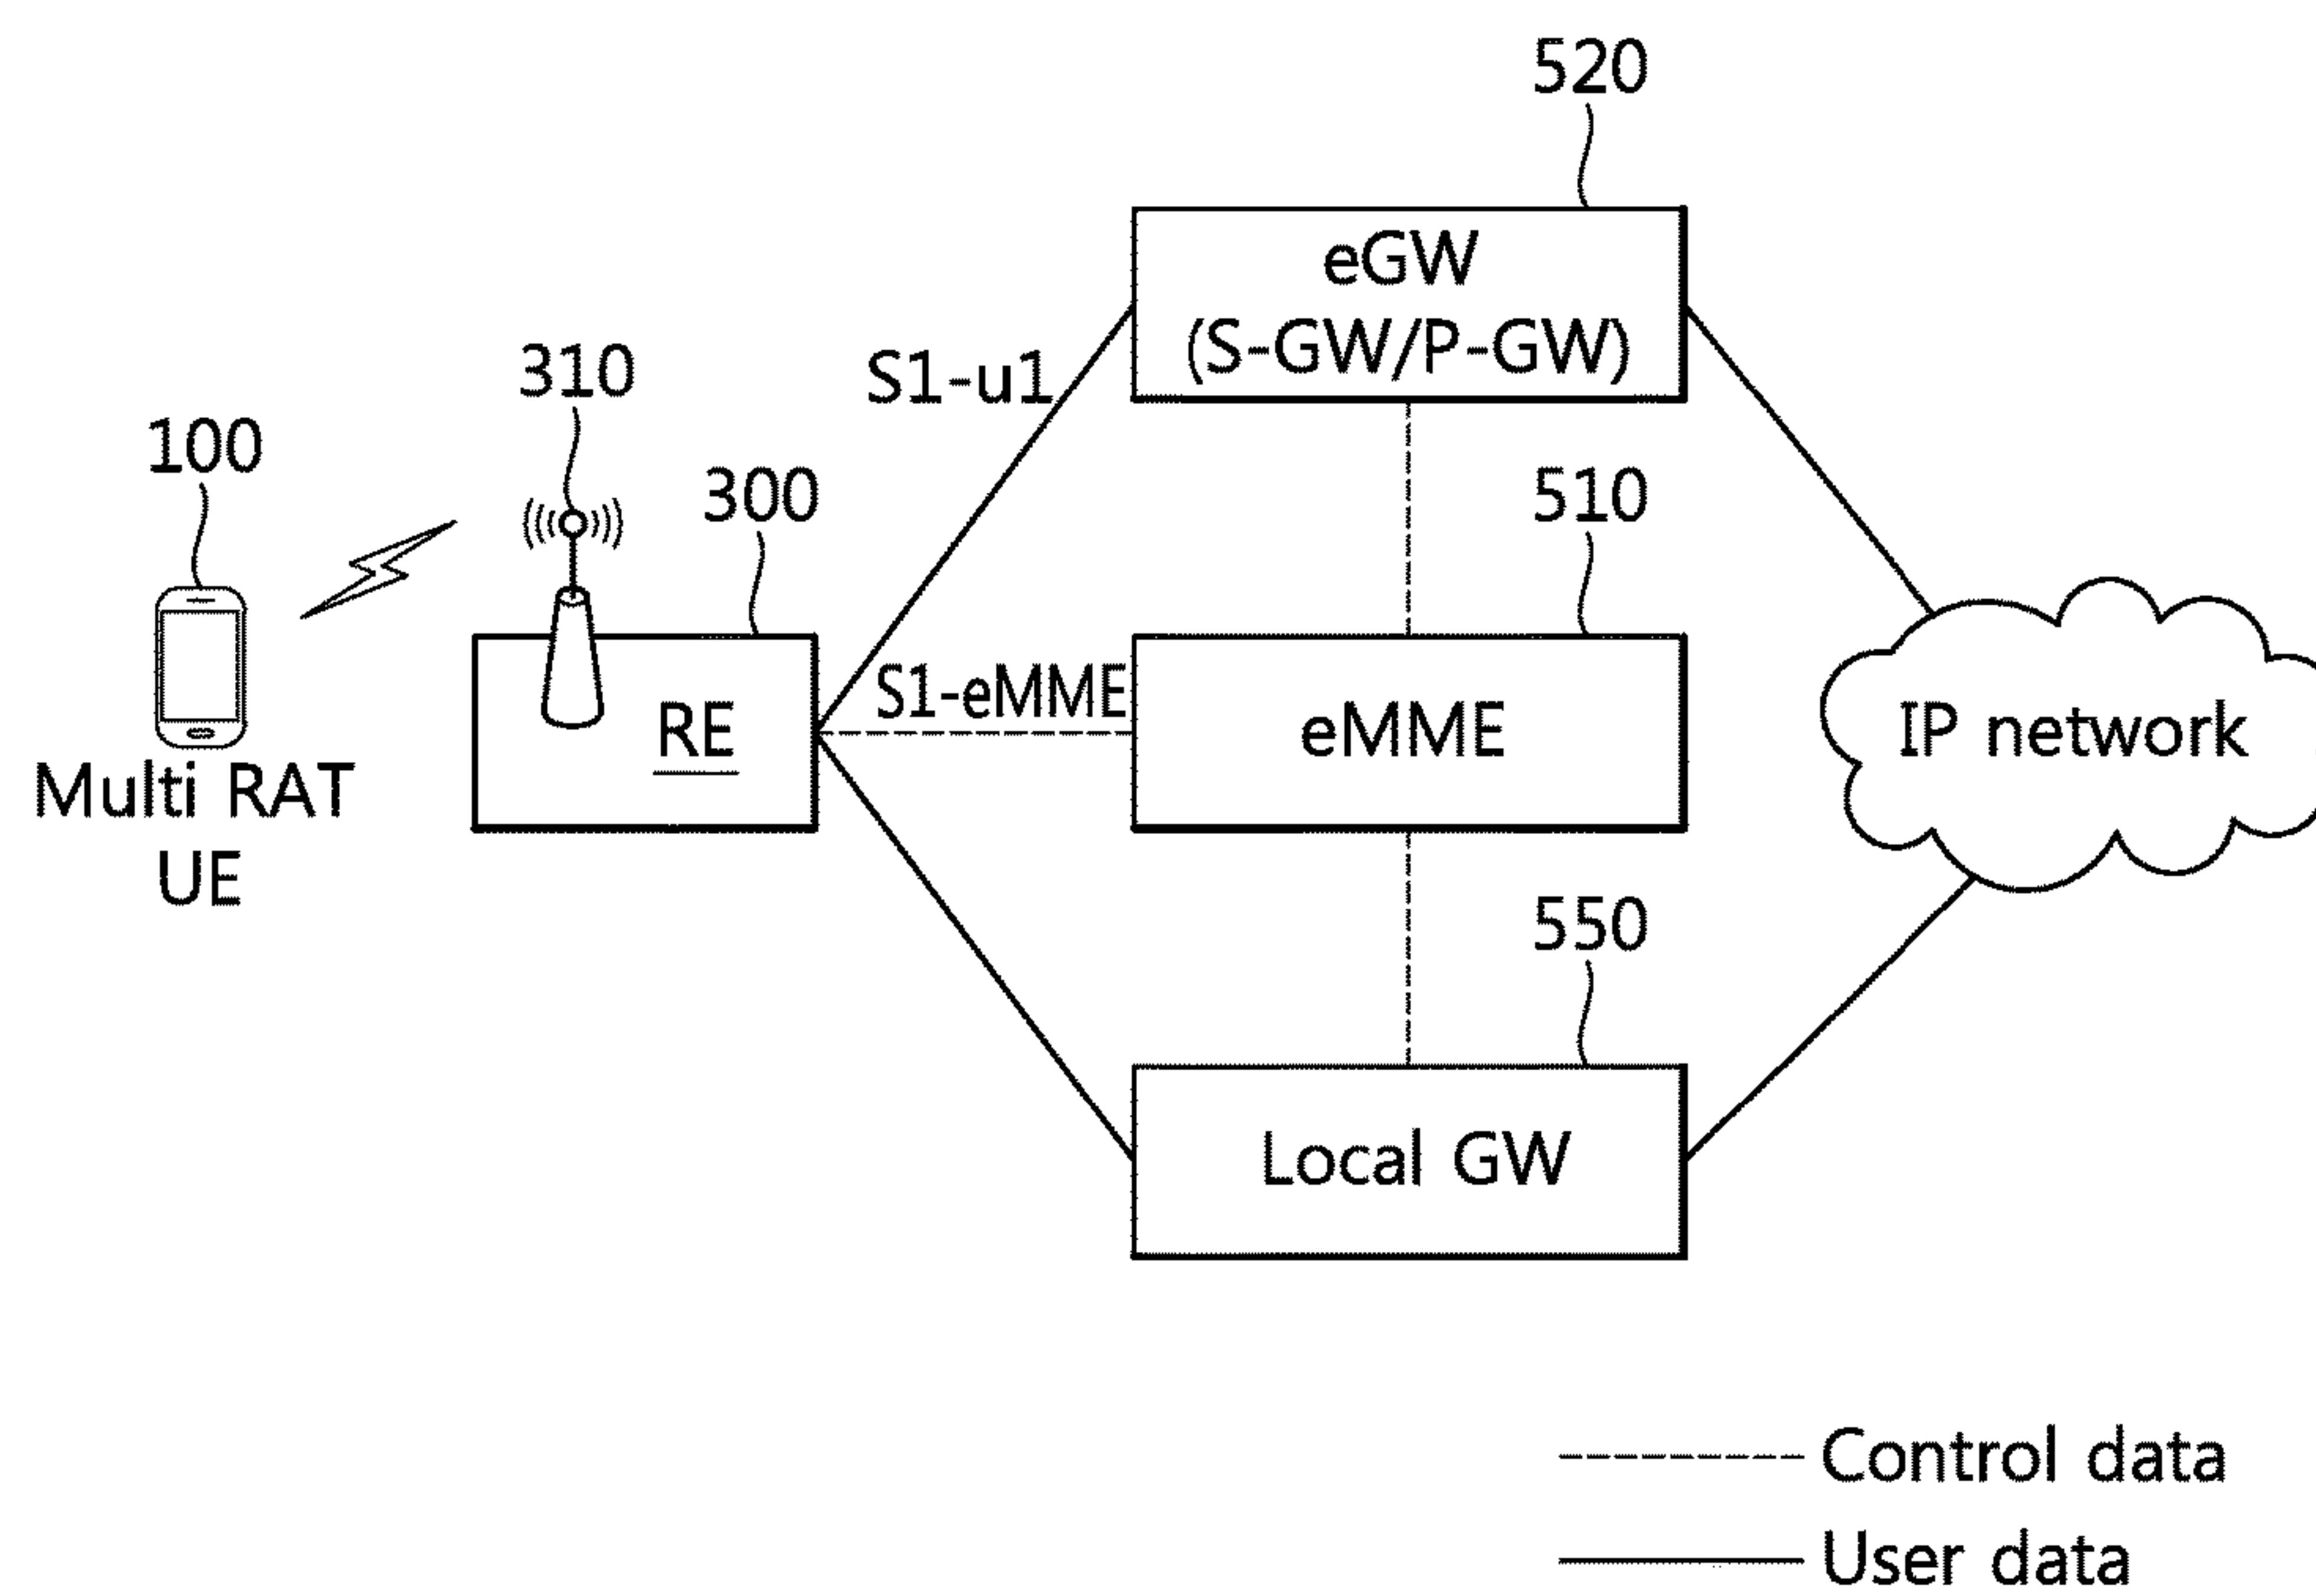 520
eGW
(S-GW/P-GW)
S1-u1
310
100
300
510
S1-eMME
RE
eMME
IP network
Multi RAT
UE
550
Local GW
Control data
User data